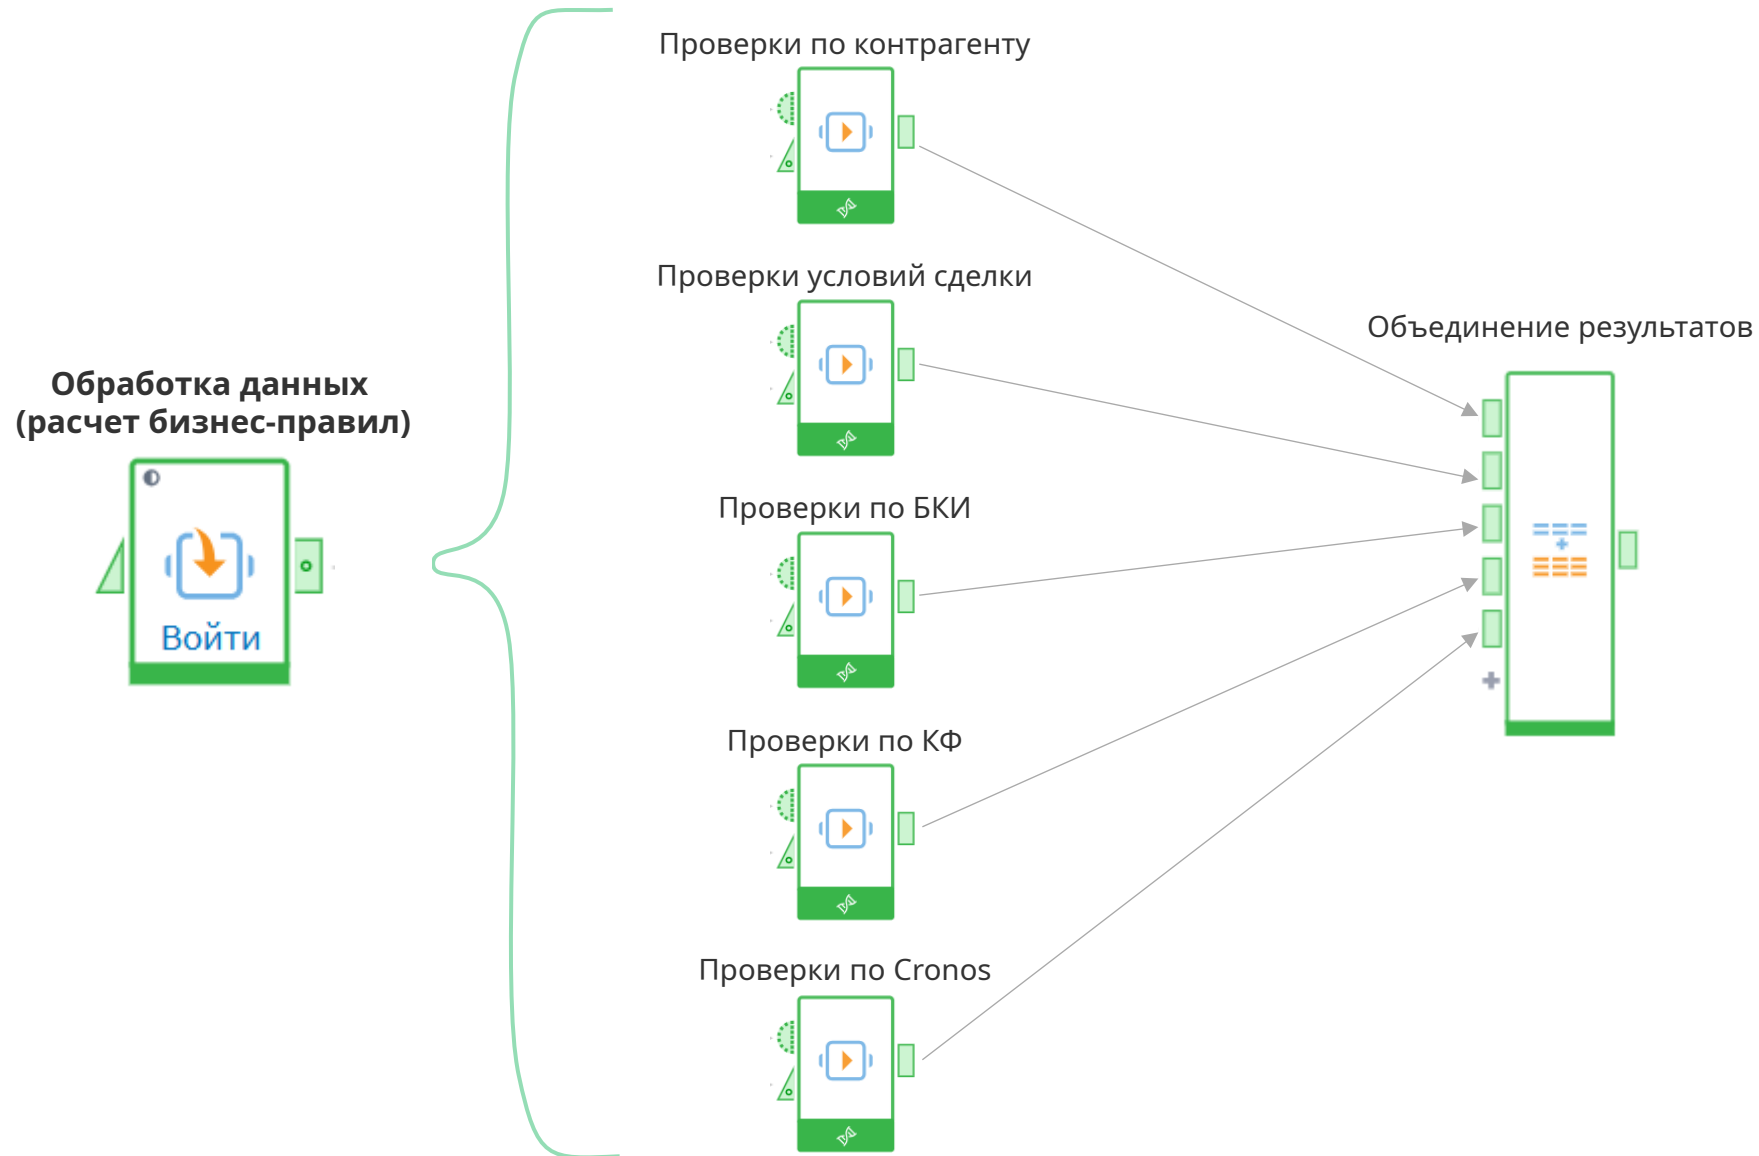 Обработка данных
(расчет бизнес-правил)
Войти
Проверки по контрагенту
Проверки условий сделки
Проверки по БКИ
Проверки по КФ
Проверки по Cronos
Объединение результатов